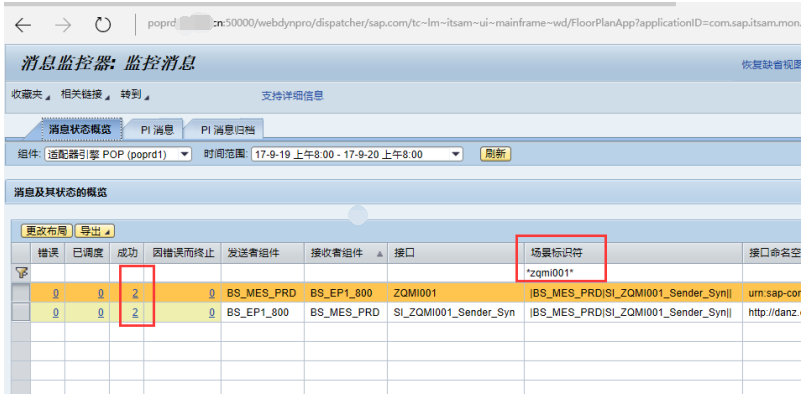 poprd cn:50000/webdynpro/dispatcher/sap.com/tc~lm~itsam~ui~mainframe~wd/FloorPlanApp?applicationID=com.sap.itsam.mon.
消息监控器: 监控消息
恢复缺省视图
收藏夹 相关链接 转到 支持详细信息
消息状态概览 PI 消息 PI 消息归档
组件: 适配器引擎 POP (poprd1) 时间范围: 17-9-19 上午8:00 - 17-9-20 上午8:00 刷新
消息及其状态的概览
更改布局 导出
错误 已调度 成功 因错误而终止 发送者组件 接收者组件 接口 场景标识符 接口命名空
*zqmi001*
0 0 2 0 BS_MES_PRD BS_EP1_800 ZQMI001 |BS_MES_PRD|SI_ZQMI001_Sender_Syn|| urn:sap-con
0 0 2 0 BS_EP1_800 BS_MES_PRD SI_ZQMI001_Sender_Syn |BS_MES_PRD|SI_ZQMI001_Sender_Syn|| http://danz.